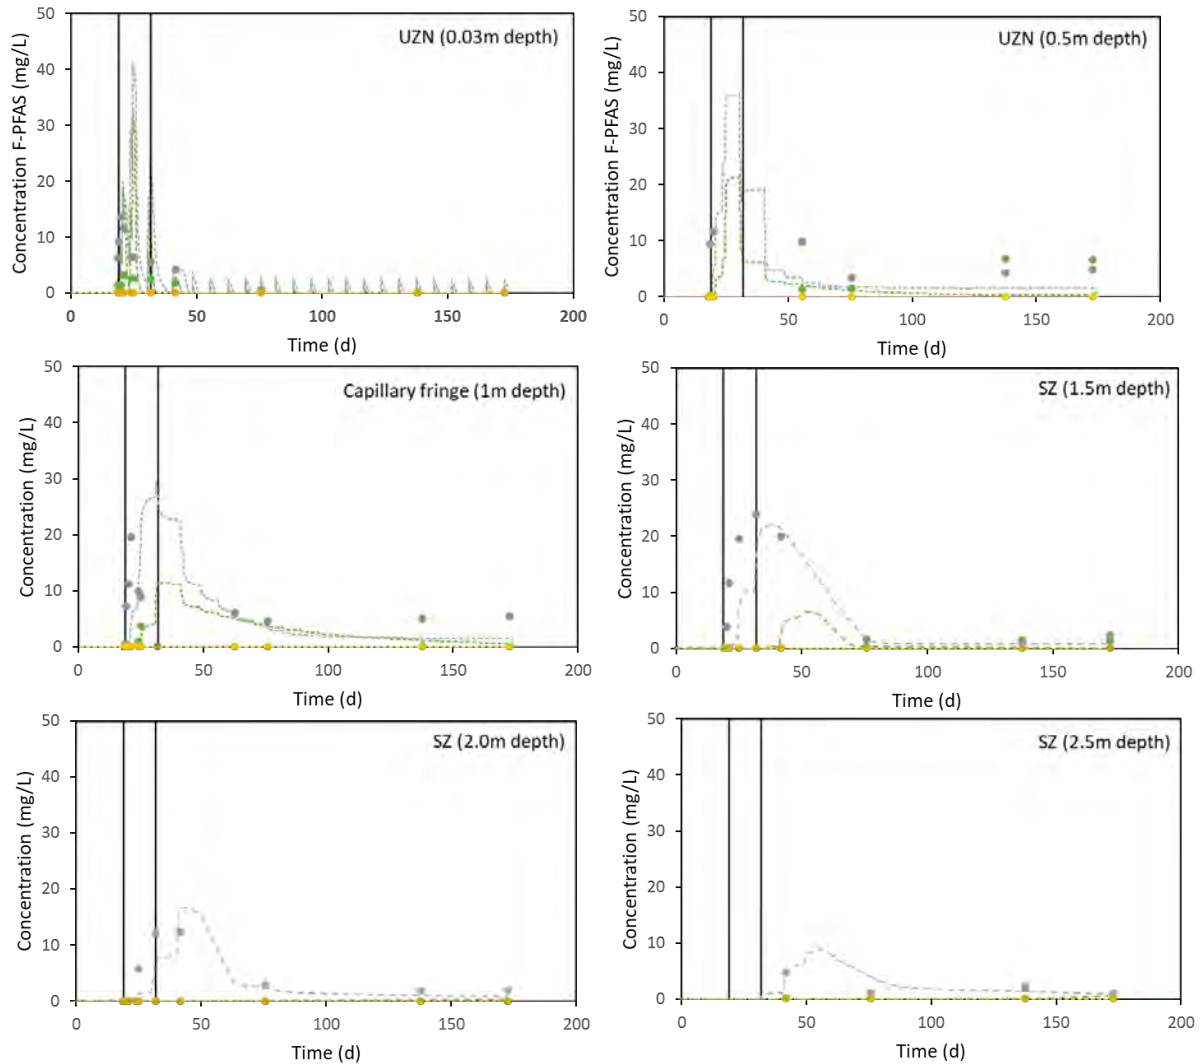 UZN (0.03m depth)
Concentration F-PFAS (mg/L)
50
40
30
20
10
0
0 50 100 150 200
Time (d)
UZN (0.5m depth)
Concentration F-PFAS (mg/L)
50
40
30
20
10
0
0 50 100 150 200
Time (d)
Capillary fringe (1m depth)
Concentration (mg/L)
50
40
30
20
10
0
0 50 100 150 200
Time (d)
SZ (1.5m depth)
Concentration (mg/L)
50
40
30
20
10
0
0 50 100 150 200
Time (d)
SZ (2.0m depth)
Concentration (mg/L)
50
40
30
20
10
0
0 50 100 150 200
Time (d)
SZ (2.5m depth)
Concentration (mg/L)
50
40
30
20
10
0
0 50 100 150 200
Time (d)